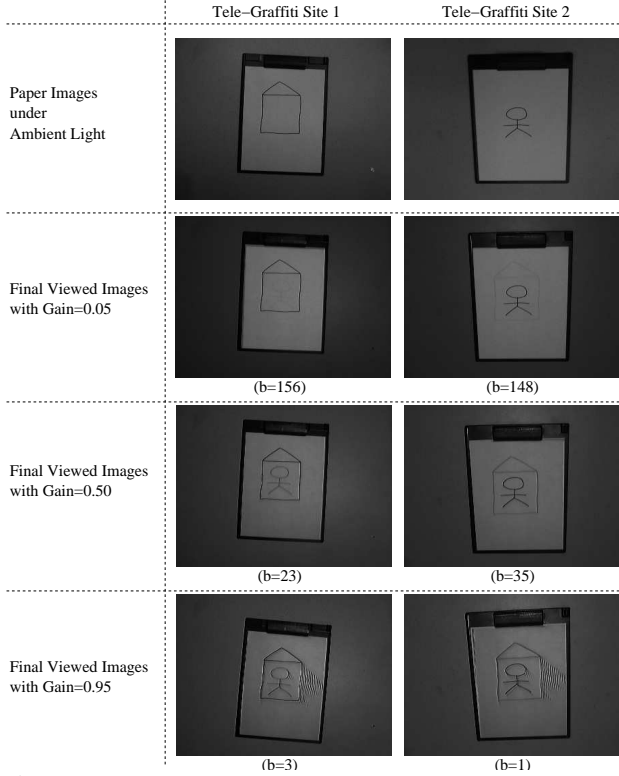 Tele−Graffiti Site 1
Tele−Graffiti Site 2
Paper Images
under
Ambient Light
Final Viewed Images
with Gain=0.05
(b=156)
(b=148)
Final Viewed Images
with Gain=0.50
(b=23)
(b=35)
Final Viewed Images
with Gain=0.95
(b=3)
(b=1)